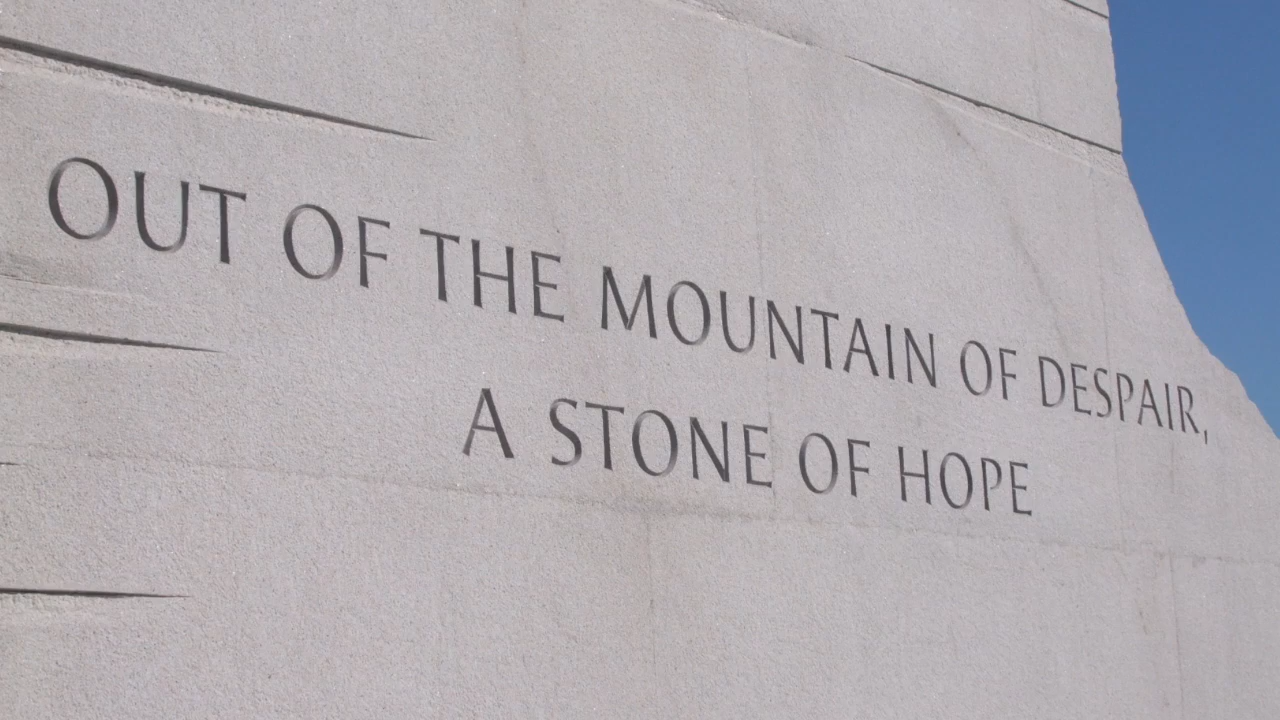 OUT OF THE MOUNTAIN OF DESPAIR,
A STONE OF HOPE